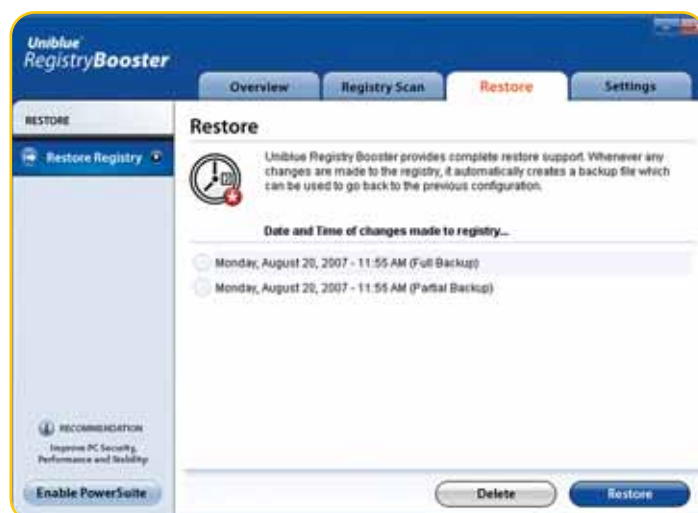 Uniblue
RegistryBooster
Overview
Registry Scan
Restore
Settings
RESTORE
Restore Registry
Restore
Uniblue Registry Booster provides complete restore support. Whenever any
changes are made to the registry, it automatically creates a backup file which
can be used to go back to the previous configuration.
Date and Time of changes made to registry...
Monday, August 20, 2007 - 11:55 AM (Full Backup)
Monday, August 20, 2007 - 11:55 AM (Partial Backup)
RECOMMENDATION
Improve PC Security,
Performance and Stability
Enable PowerSuite
Delete
Restore